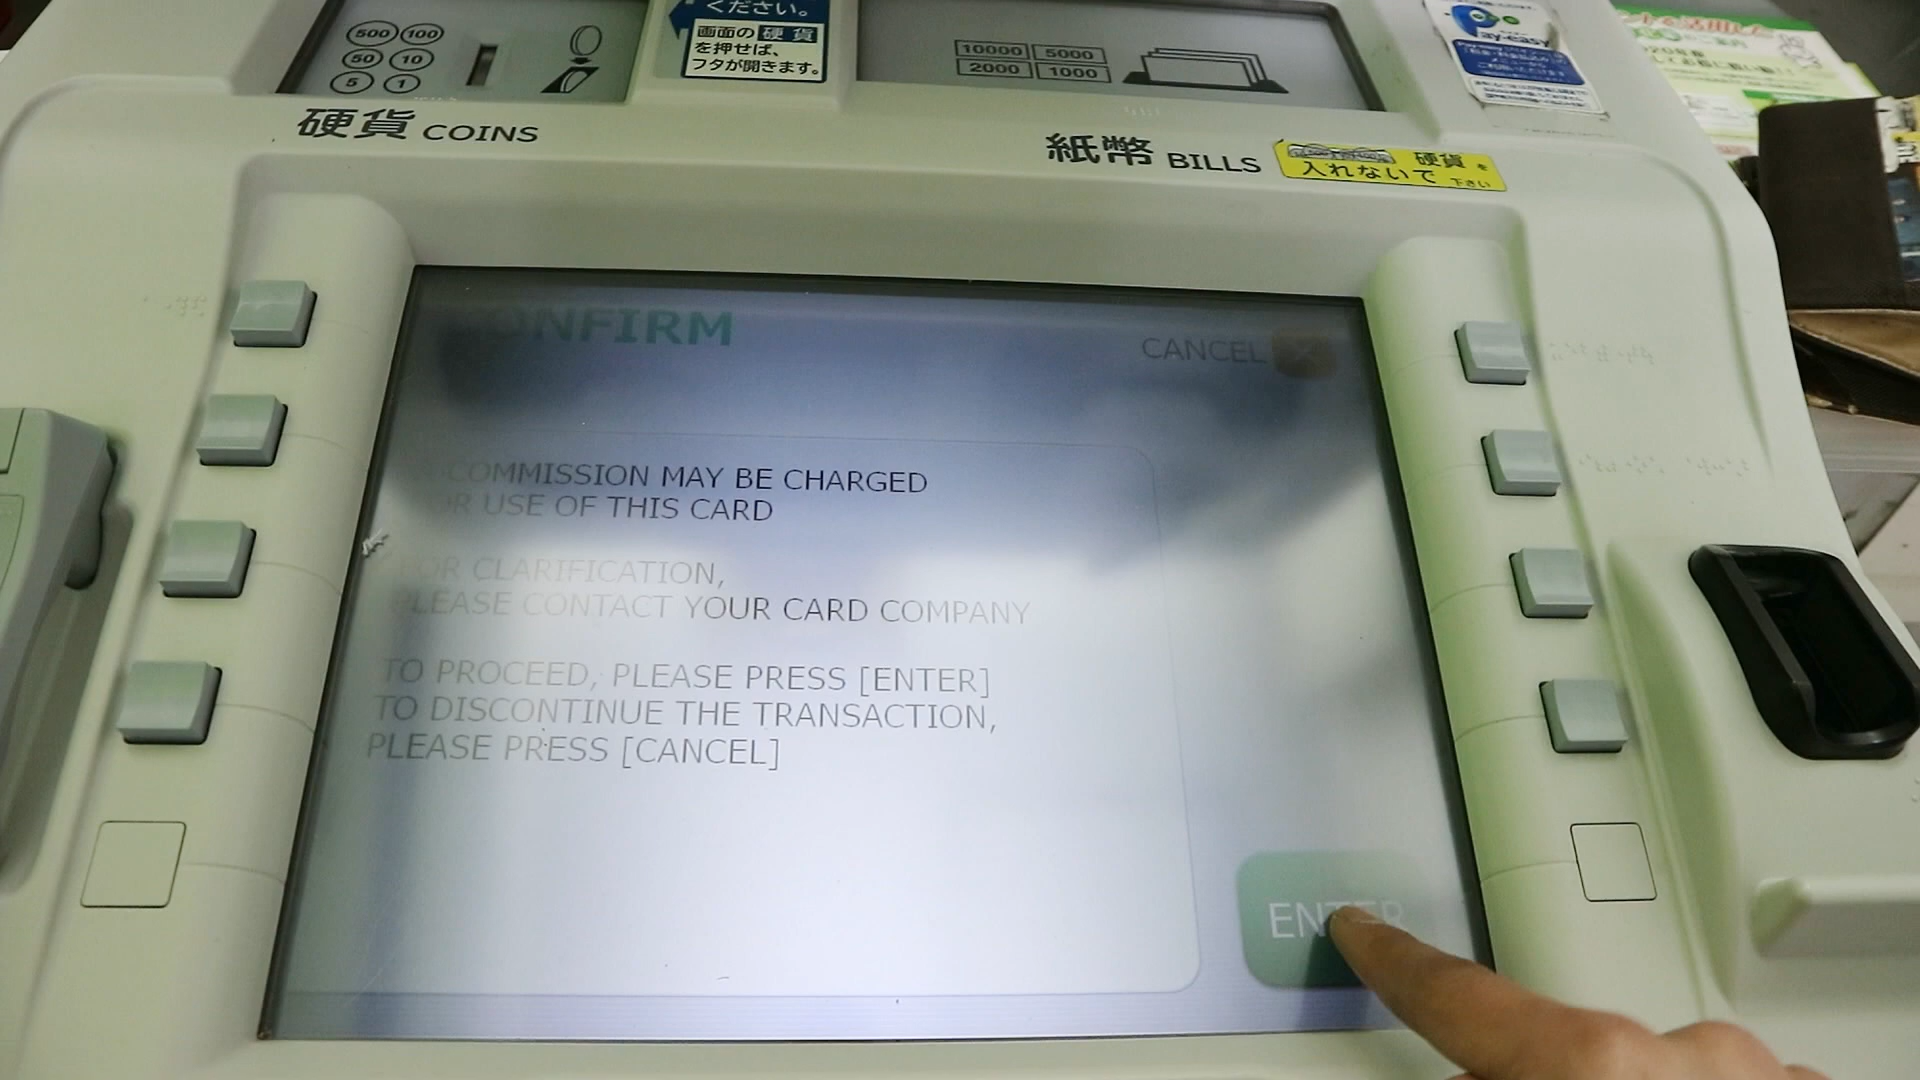 ください。
画面の 硬貨
を押せば、
フタが開きます。
500 100
50 10
5 1
10000 5000
2000 1000
Pay-easy
硬貨 COINS
紙幣 BILLS
硬貨を
入れないで下さい
CONFIRM
CANCEL
COMMISSION MAY BE CHARGED
FOR USE OF THIS CARD
FOR CLARIFICATION,
PLEASE CONTACT YOUR CARD COMPANY
TO PROCEED, PLEASE PRESS [ENTER]
TO DISCONTINUE THE TRANSACTION,
PLEASE PRESS [CANCEL]
ENTER